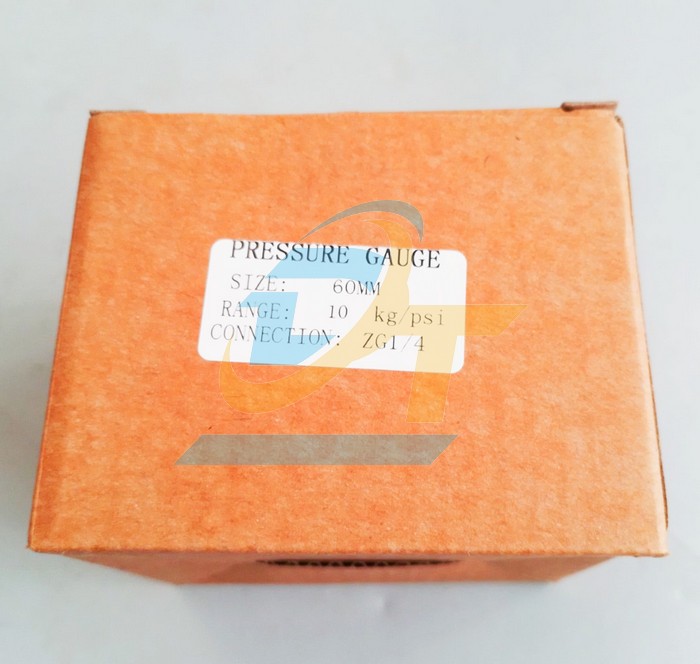 PRESSURE GAUGE
SIZE: 60MM
RANGE: 10 kg/psi
CONNECTION: ZG1/4